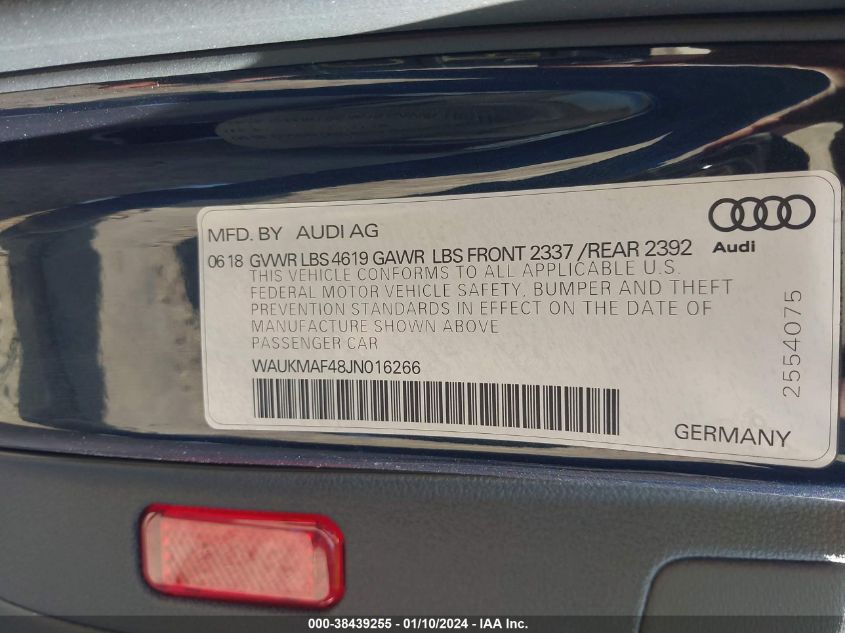 MFD. BY AUDI AG
Audi
06 18 GVWR LBS 4619 GAWR LBS FRONT 2337 /REAR 2392
THIS VEHICLE CONFORMS TO ALL APPLICABLE U.S.
FEDERAL MOTOR VEHICLE SAFETY, BUMPER AND THEFT
PREVENTION STANDARDS IN EFFECT ON THE DATE OF
MANUFACTURE SHOWN ABOVE
PASSENGER CAR
WAUKMAF48JN016266
2554075
GERMANY
000-38439255 - 01/10/2024 - IAA Inc.